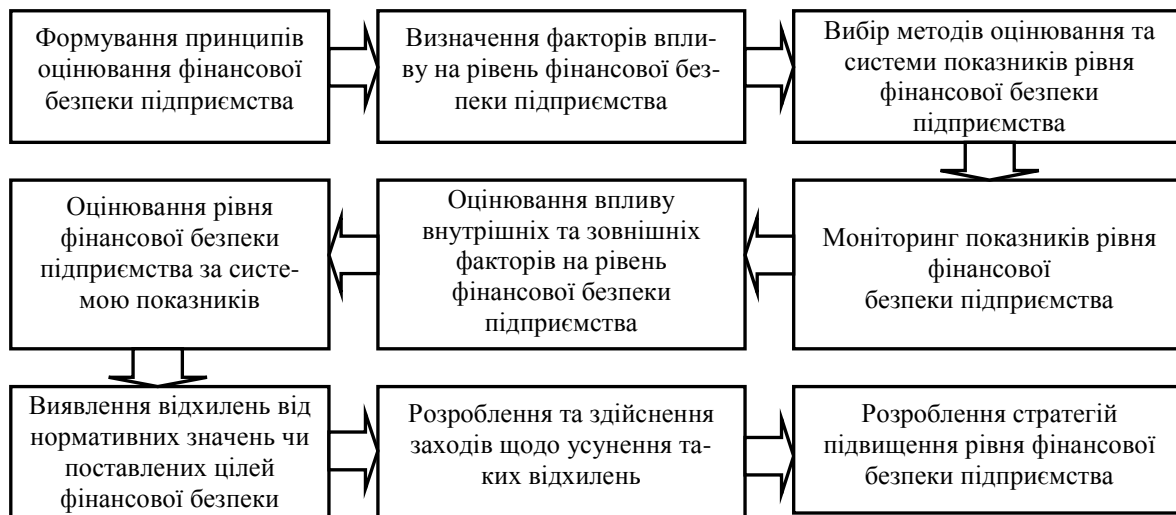 Формування принципів
оцінювання фінансової
безпеки підприємства
Визначення факторів впли-
ву на рівень фінансової без-
пеки підприємства
Вибір методів оцінювання та
системи показників рівня
фінансової безпеки
підприємства
Моніторинг показників рівня
фінансової
безпеки підприємства
Оцінювання впливу
внутрішніх та зовнішніх
факторів на рівень
фінансової безпеки
підприємства
Оцінювання рівня
фінансової безпеки
підприємства за систе-
мою показників
Виявлення відхилень від
нормативних значень чи
поставлених цілей
фінансової безпеки
Розроблення та здійснення
заходів щодо усунення та-
ких відхилень
Розроблення стратегій
підвищення рівня фінансової
безпеки підприємства